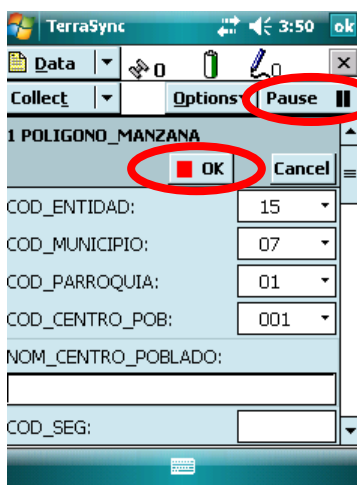 TerraSync 3:50 ok
Data 0 0
Collect Options Pause
1 POLIGONO_MANZANA
OK Cancel
COD_ENTIDAD: 15
COD_MUNICIPIO: 07
COD_PARROQUIA: 01
COD_CENTRO_POB: 001
NOM_CENTRO_POBLADO:
COD_SEG: